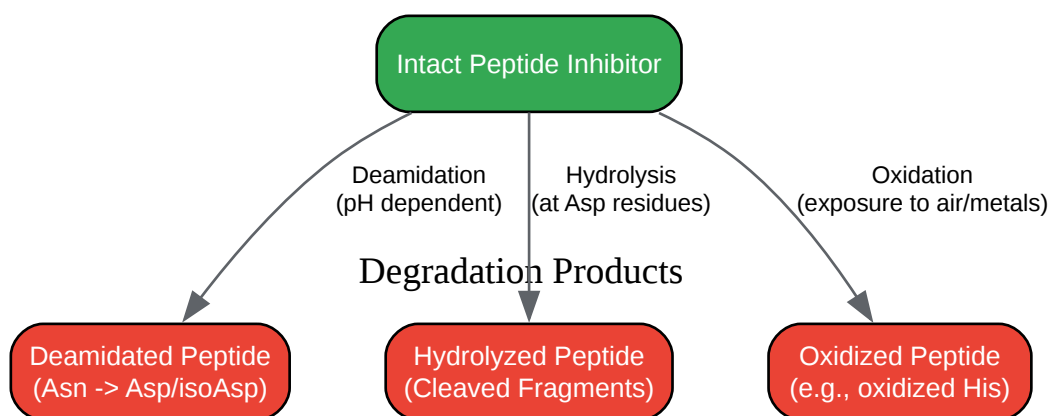 Intact Peptide Inhibitor
Deamidation
(pH dependent)
Hydrolysis
(at Asp residues)
Oxidation
(exposure to air/metals)
Degradation Products
Deamidated Peptide
(Asn -> Asp/isoAsp)
Hydrolyzed Peptide
(Cleaved Fragments)
Oxidized Peptide
(e.g., oxidized His)